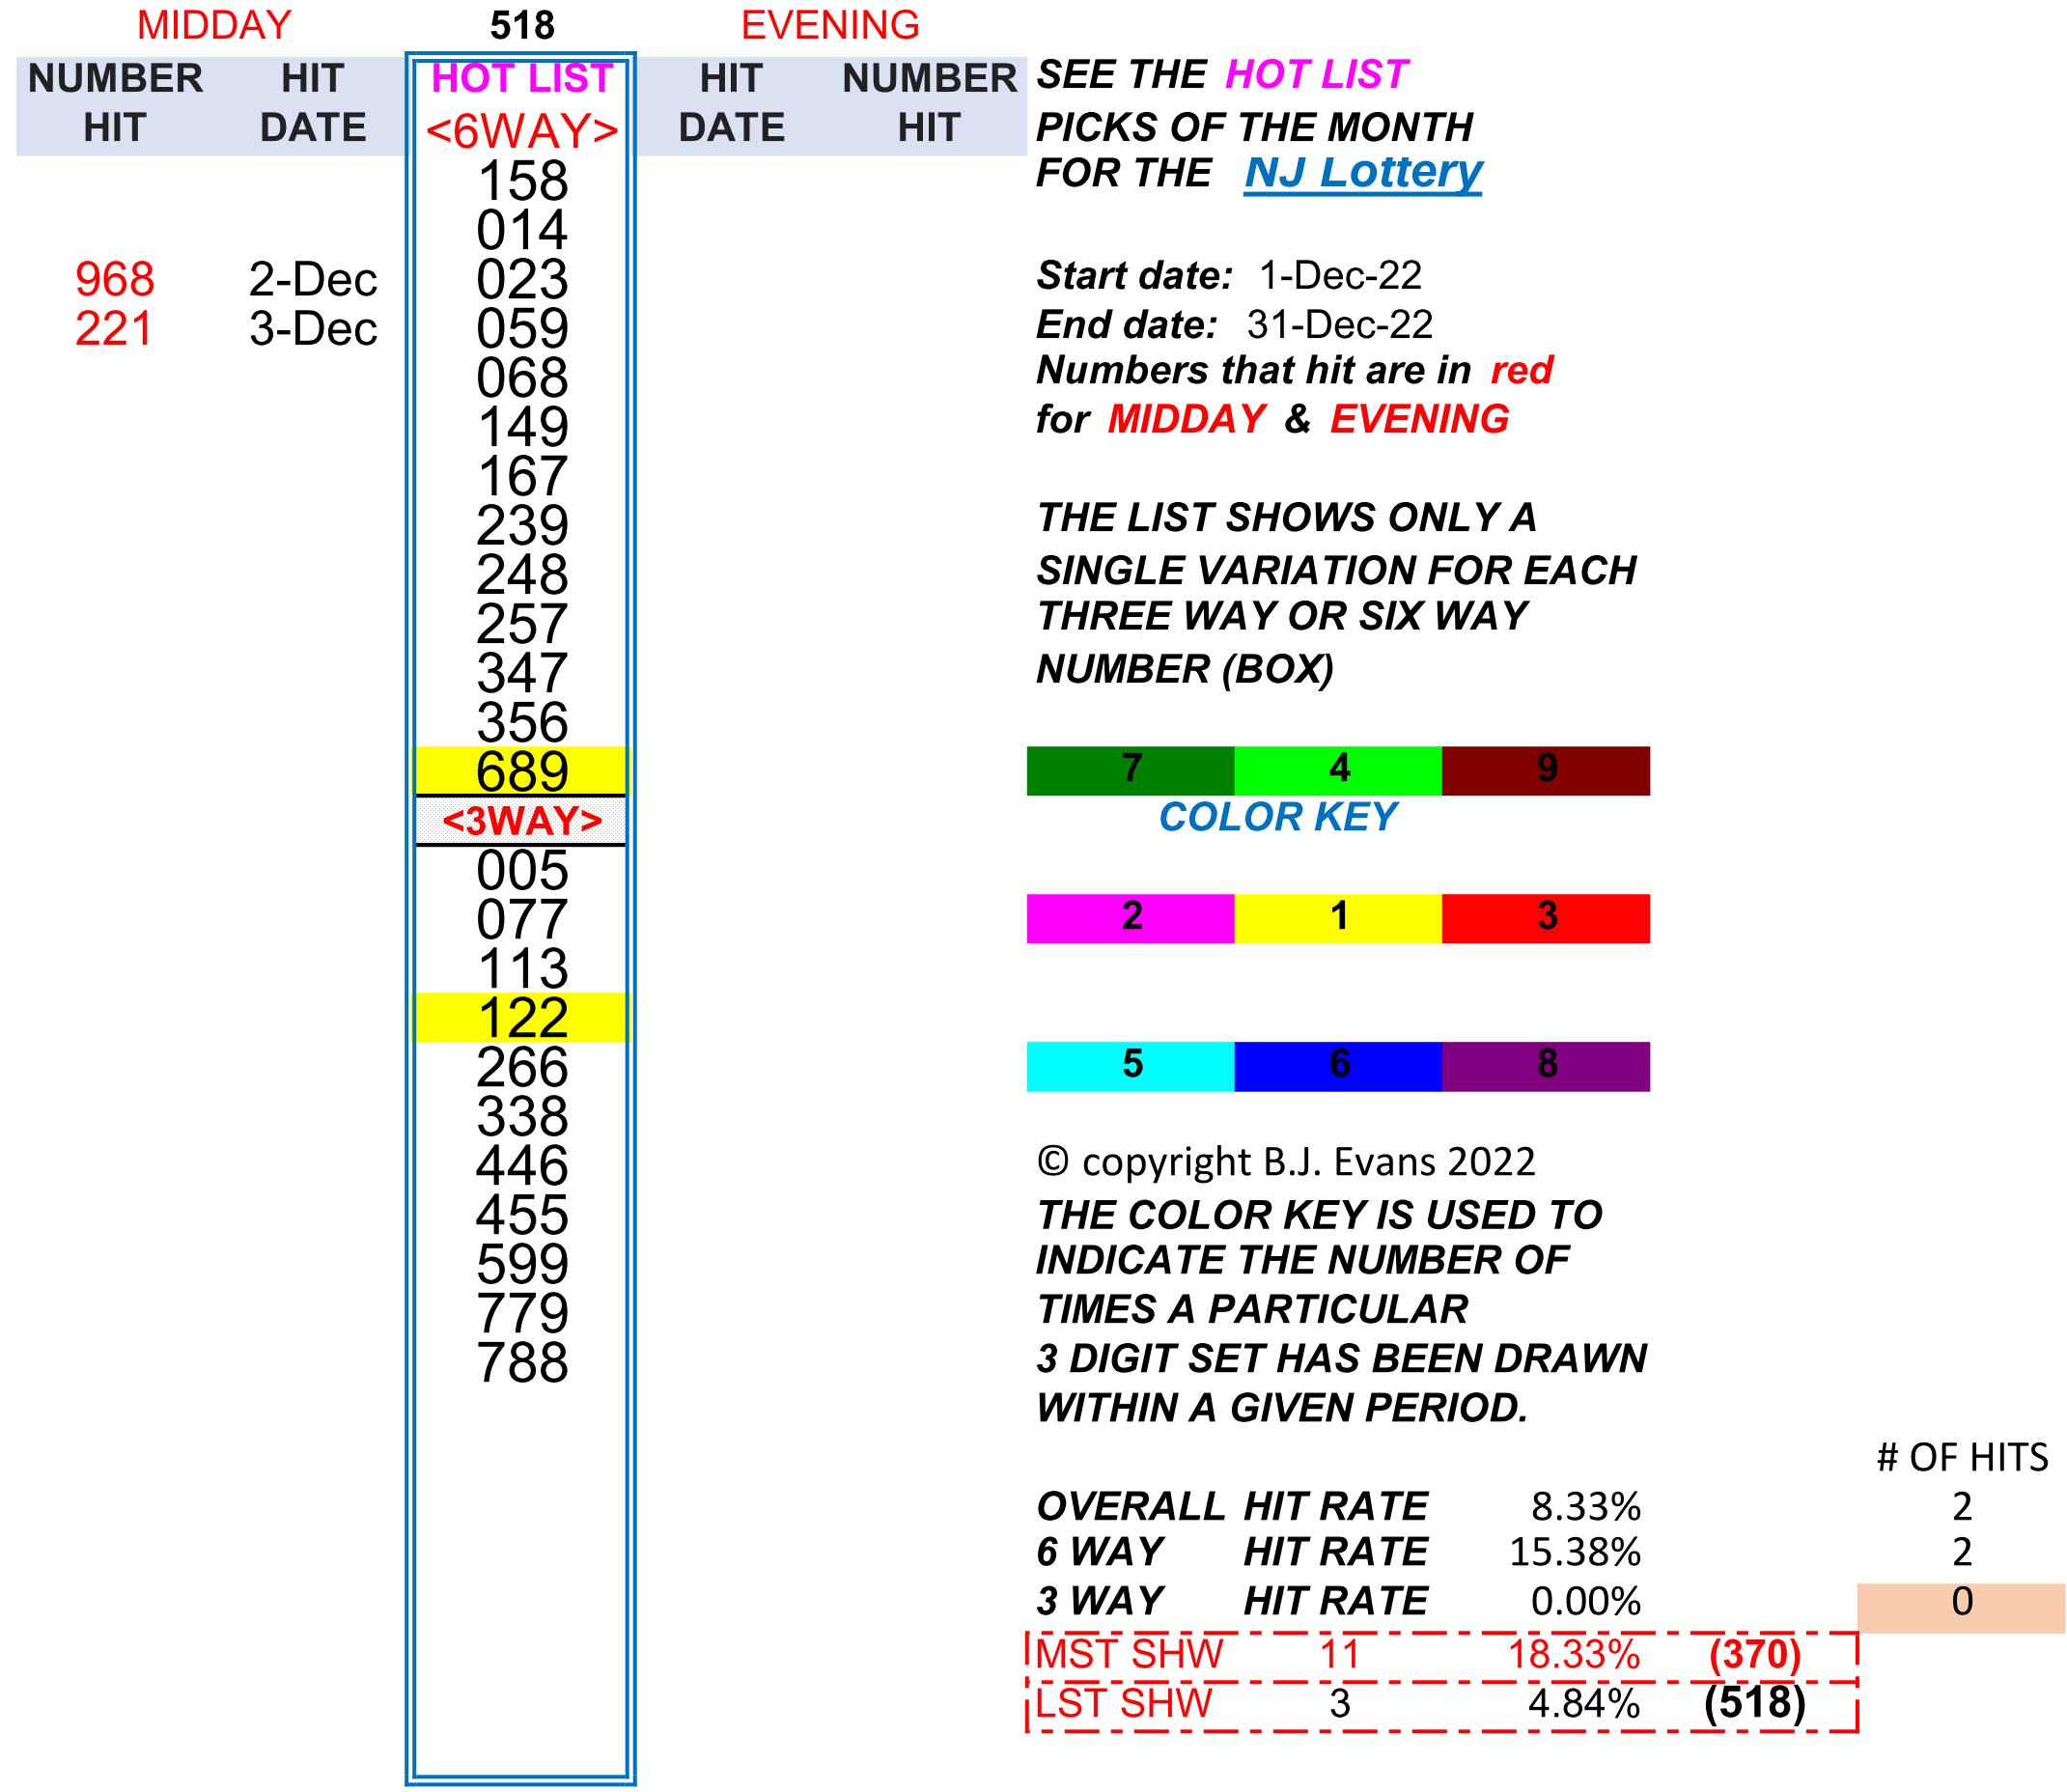 MIDDAY 518 EVENING
NUMBER HIT HOT LIST HIT NUMBER
HIT DATE <6WAY> DATE HIT
158
014
968 2-Dec 023
221 3-Dec 059
068
149
167
239
248
257
347
356
689
<3WAY>
005
077
113
122
266
338
446
455
599
779
788
SEE THE HOT LIST
PICKS OF THE MONTH
FOR THE NJ Lottery
Start date: 1-Dec-22
End date: 31-Dec-22
Numbers that hit are in red
for MIDDAY & EVENING
THE LIST SHOWS ONLY A
SINGLE VARIATION FOR EACH
THREE WAY OR SIX WAY
NUMBER (BOX)
7 4 9
COLOR KEY
2 1 3
5 6 8
© copyright B.J. Evans 2022
THE COLOR KEY IS USED TO
INDICATE THE NUMBER OF
TIMES A PARTICULAR
3 DIGIT SET HAS BEEN DRAWN
WITHIN A GIVEN PERIOD.
# OF HITS
OVERALL HIT RATE 8.33% 2
6 WAY HIT RATE 15.38% 2
3 WAY HIT RATE 0.00% 0
MST SHW 11 18.33% (370)
LST SHW 3 4.84% (518)